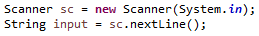 Scanner sc = new Scanner(System.in);
String input = sc.nextLine();